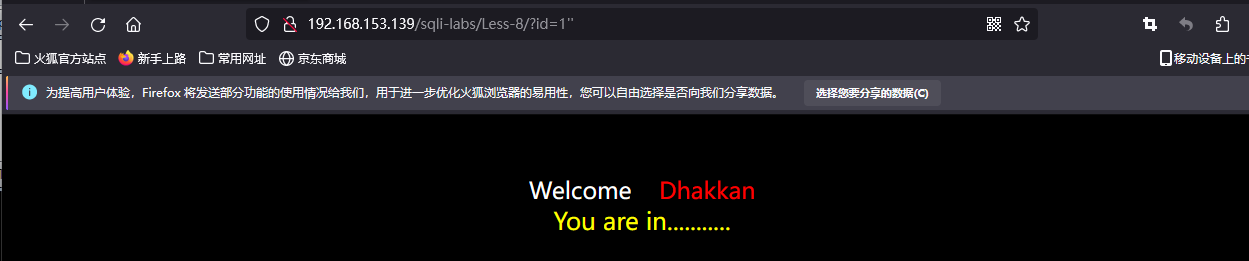 192.168.153.139/sqli-labs/Less-8/?id=1''
火狐官方站点 新手上路 常用网址 京东商城 移动设备上的
为提高用户体验，Firefox 将发送部分功能的使用情况给我们，用于进一步优化火狐浏览器的易用性，您可以自由选择是否向我们分享数据。 选择您要分享的数据(C)
Welcome Dhakkan
You are in...........